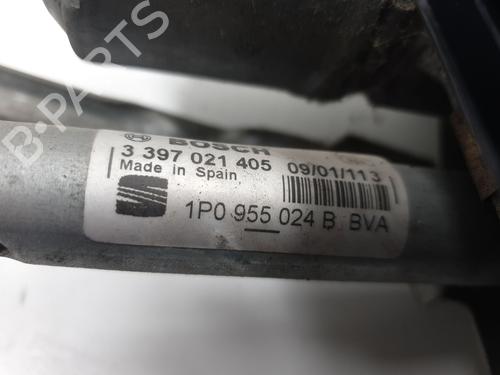 BOSCH
3 397 021 405 09/01/113
Made in Spain
1P0 955 024 B BVA
B-PARTS